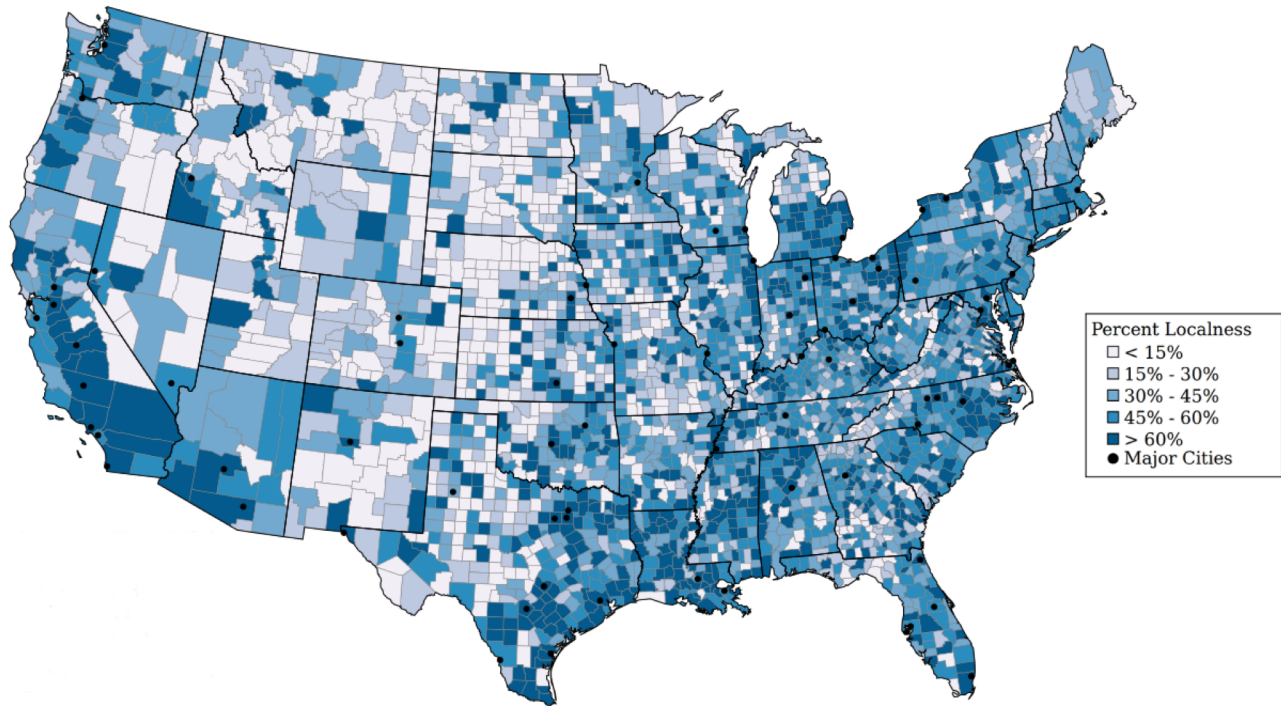 Percent Localness
< 15%
15% - 30%
30% - 45%
45% - 60%
> 60%
Major Cities